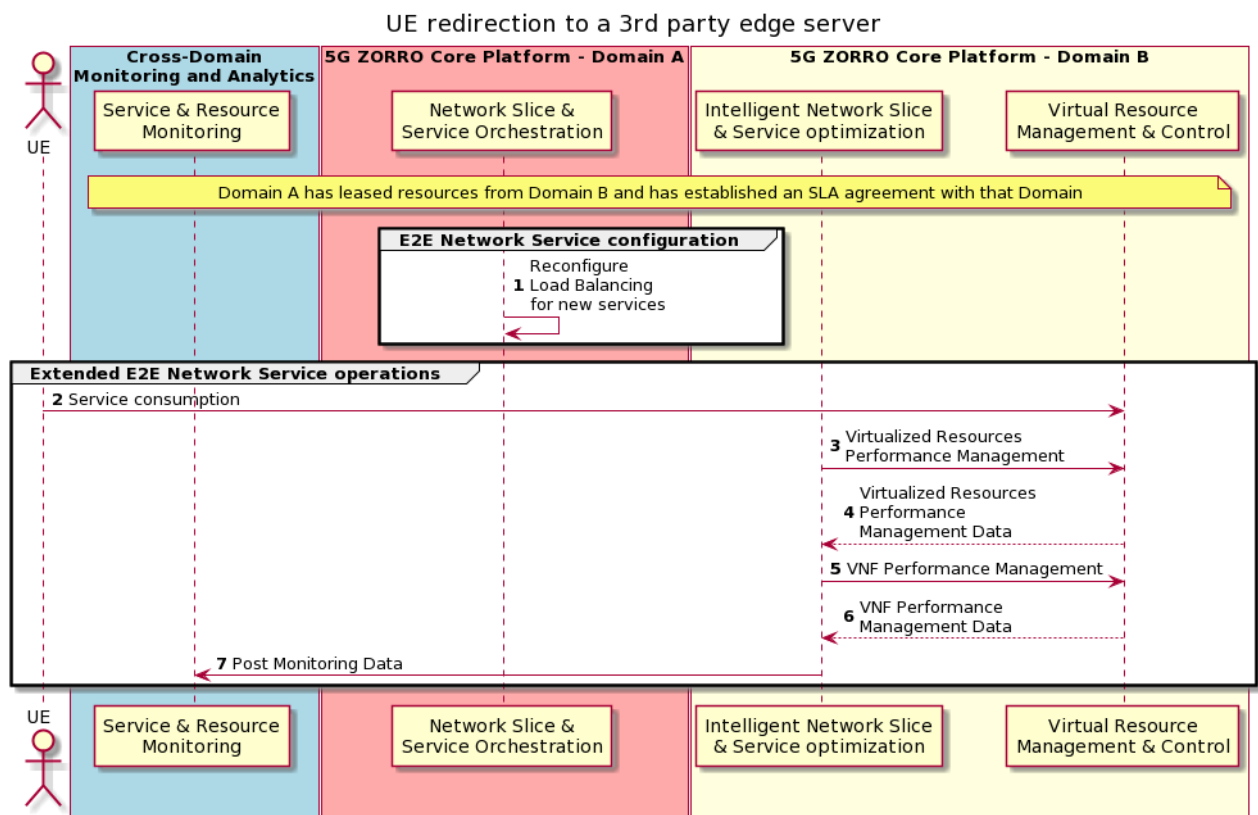 UE redirection to a 3rd party edge server
Cross-Domain
Monitoring and Analytics
5G ZORRO Core Platform - Domain A
5G ZORRO Core Platform - Domain B
UE
Service & Resource
Monitoring
Network Slice &
Service Orchestration
Intelligent Network Slice
& Service optimization
Virtual Resource
Management & Control
Domain A has leased resources from Domain B and has established an SLA agreement with that Domain
E2E Network Service configuration
1 Reconfigure
Load Balancing
for new services
Extended E2E Network Service operations
2 Service consumption
3 Virtualized Resources
Performance Management
4 Virtualized Resources
Performance
Management Data
5 VNF Performance Management
6 VNF Performance
Management Data
7 Post Monitoring Data
UE
Service & Resource
Monitoring
Network Slice &
Service Orchestration
Intelligent Network Slice
& Service optimization
Virtual Resource
Management & Control